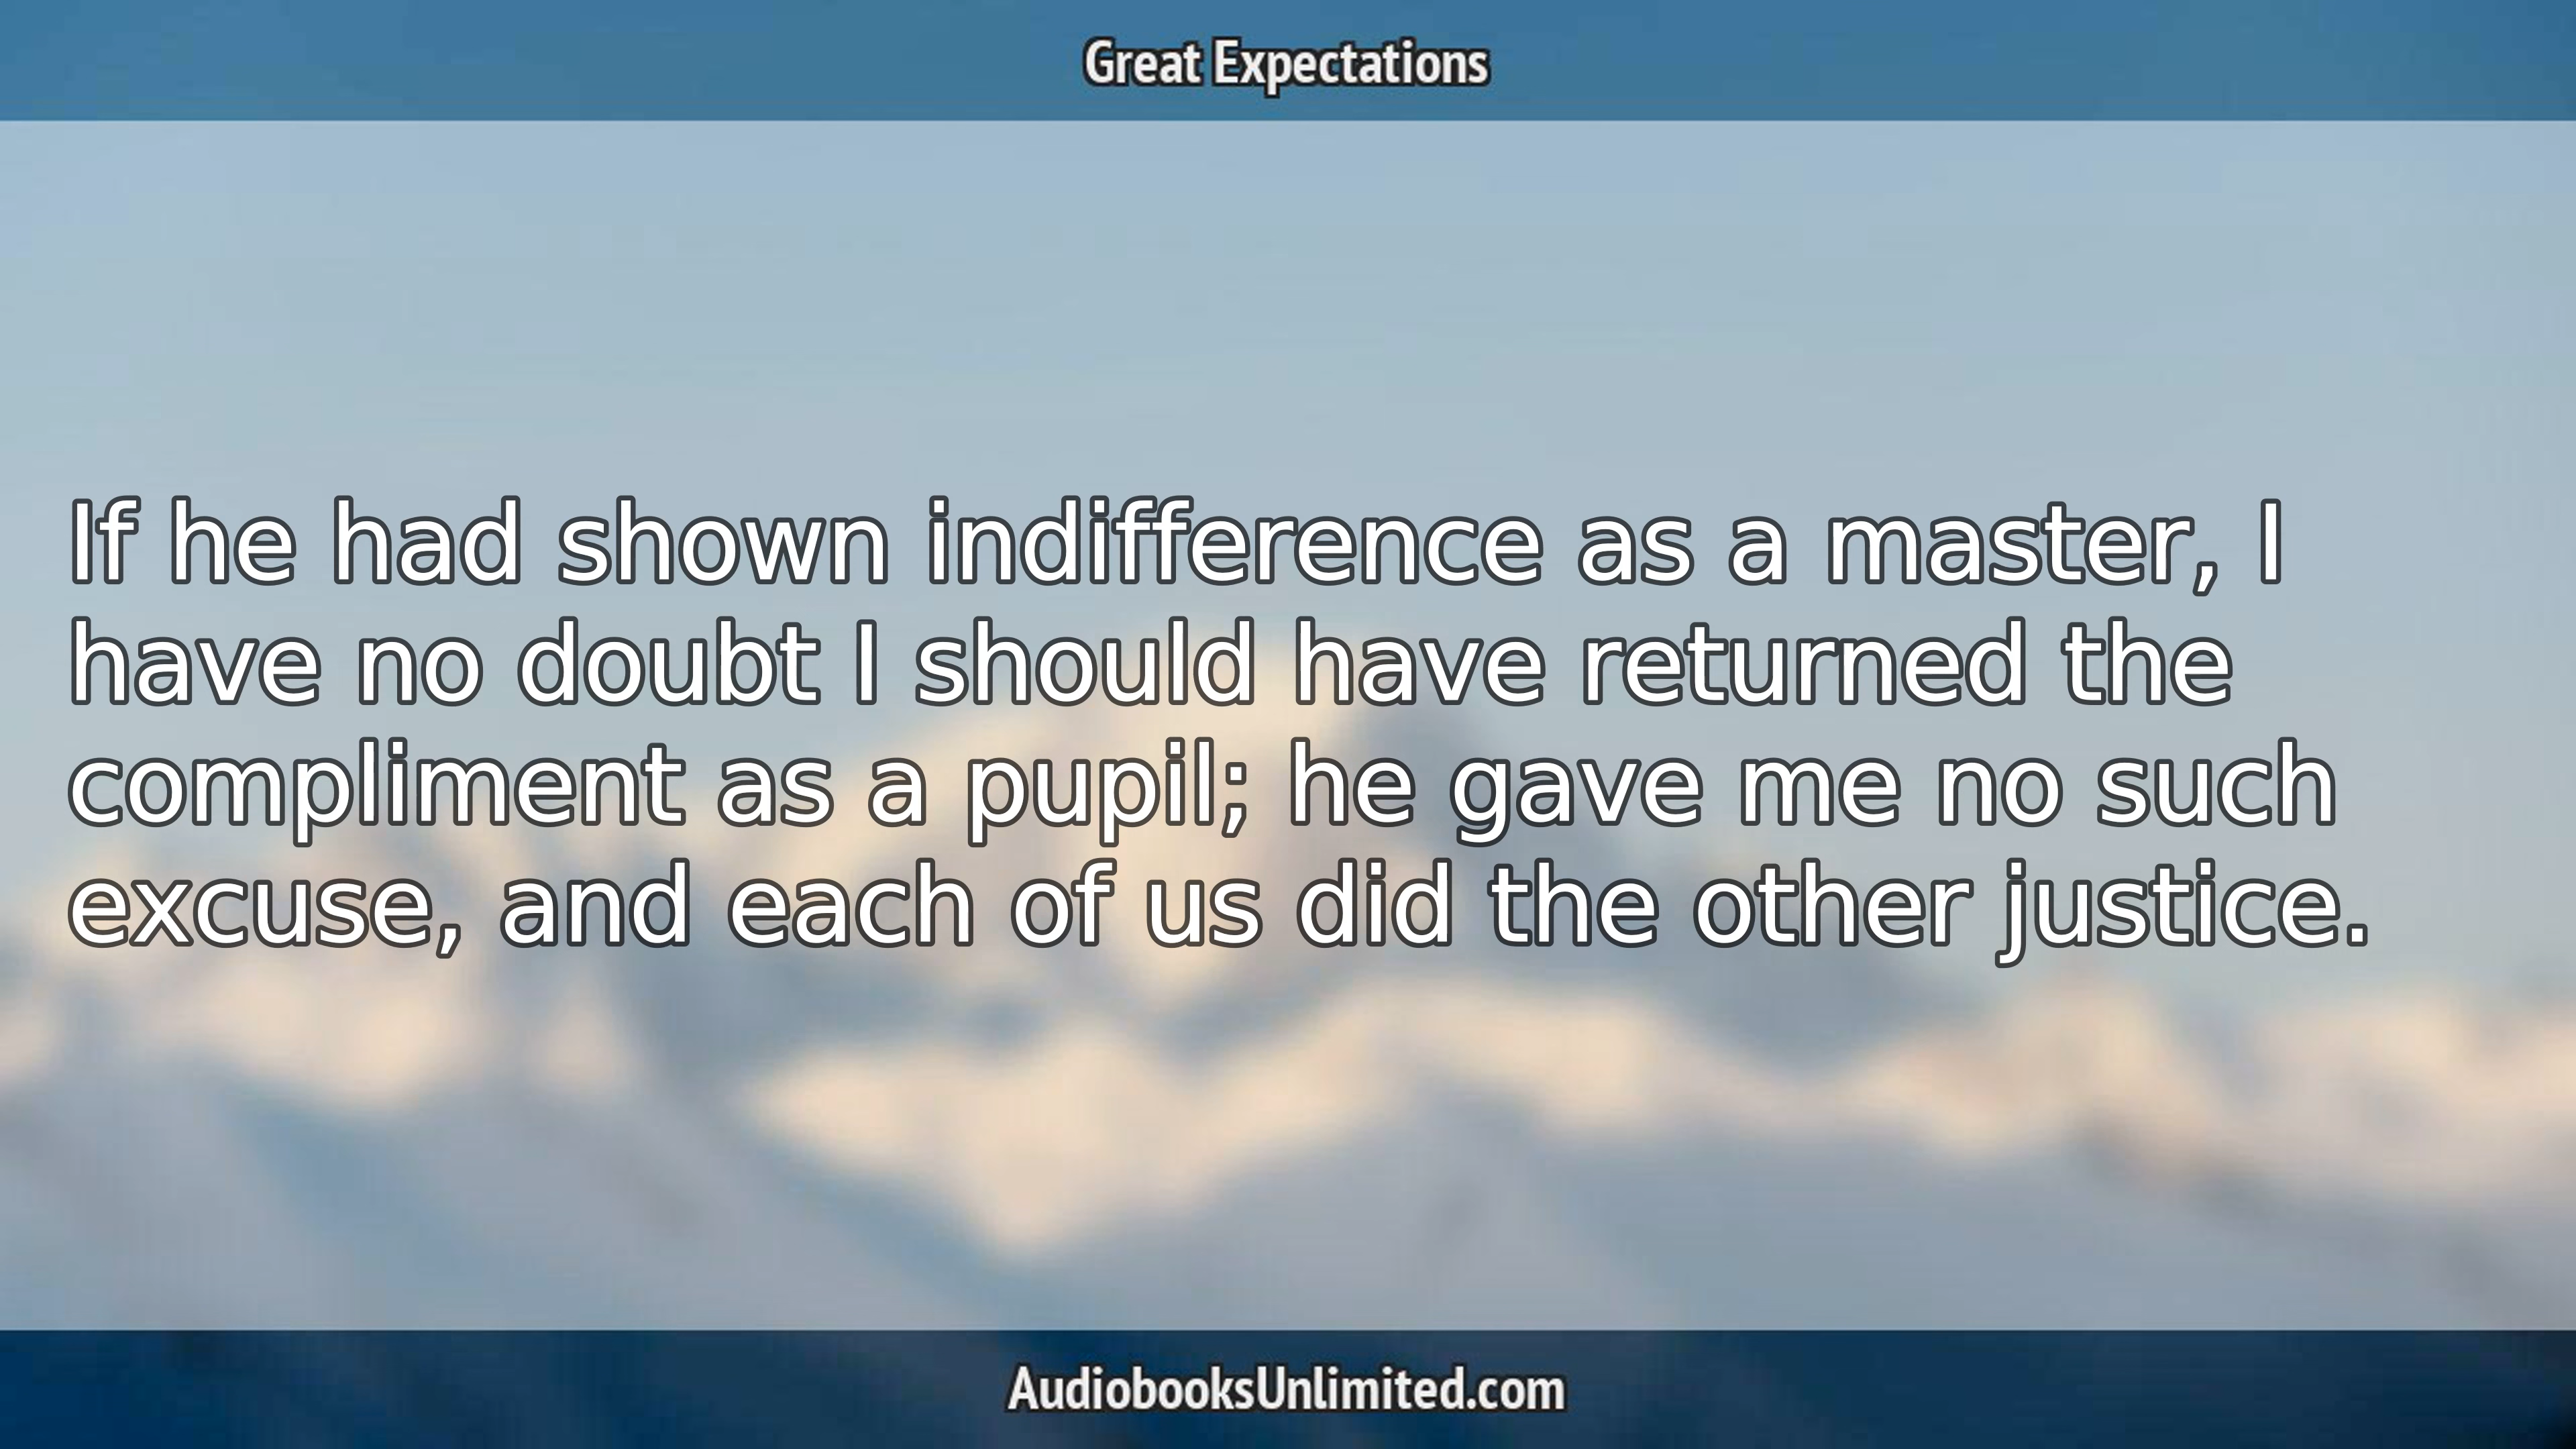 Great Expectations
If he had shown indifference as a master, I
have no doubt I should have returned the
compliment as a pupil; he gave me no such
excuse, and each of us did the other justice.
AudiobooksUnlimited.com